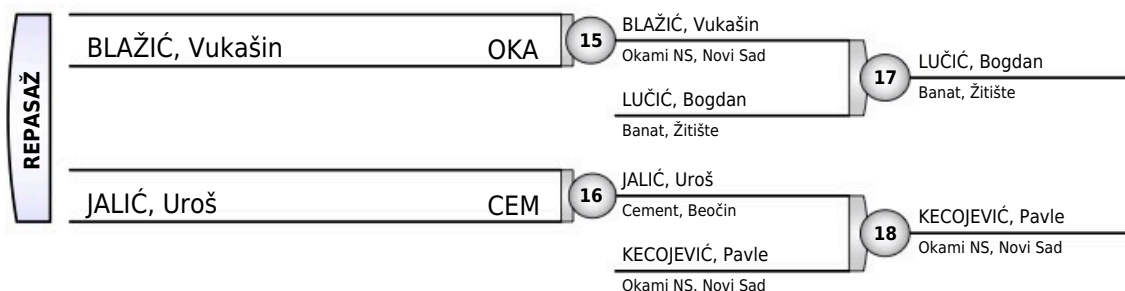 REPASAŽ
BLAŽIĆ, Vukašin OKA
15
BLAŽIĆ, Vukašin
Okami NS, Novi Sad
LUČIĆ, Bogdan
Banat, Žitište
17
LUČIĆ, Bogdan
Banat, Žitište
JALIĆ, Uroš CEM
16
JALIĆ, Uroš
Cement, Beočin
KECOJEVIĆ, Pavle
Okami NS, Novi Sad
18
KECOJEVIĆ, Pavle
Okami NS, Novi Sad